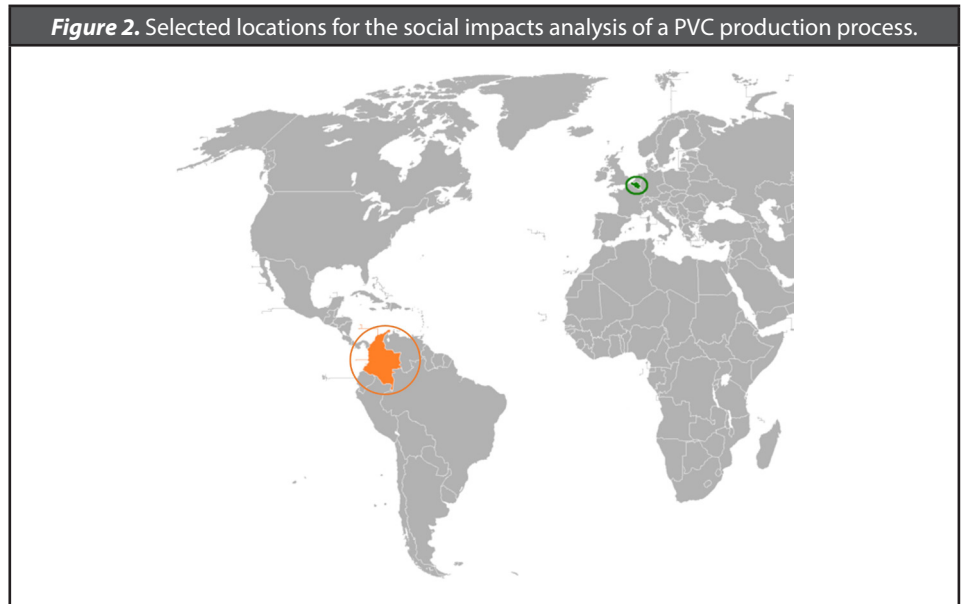 Figure 2. Selected locations for the social impacts analysis of a PVC production process.